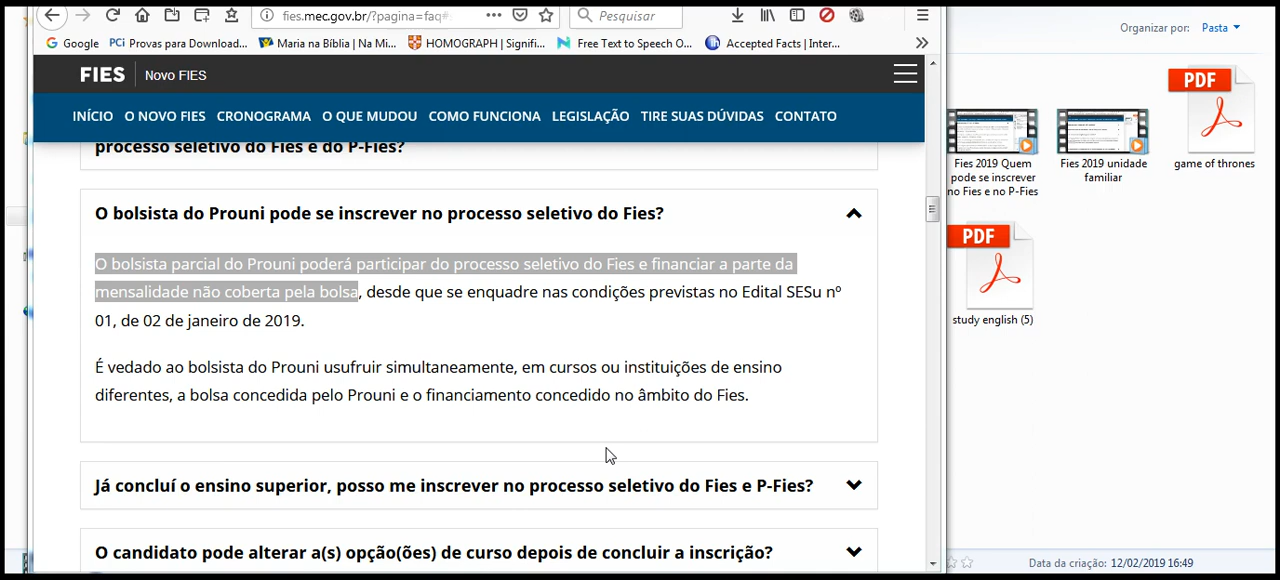 fies.mec.gov.br/?pagina=faq#
Pesquisar
Google
PCi Provas para Download...
Maria na Bíblia | Na Mi...
HOMOGRAPH | Signifi...
Free Text to Speech O...
Accepted Facts | Inter...
FIES
Novo FIES
INÍCIO O NOVO FIES CRONOGRAMA O QUE MUDOU COMO FUNCIONA LEGISLAÇÃO TIRE SUAS DÚVIDAS CONTATO
processo seletivo do Fies e do P-Fies?
O bolsista do Prouni pode se inscrever no processo seletivo do Fies?
O bolsista parcial do Prouni poderá participar do processo seletivo do Fies e financiar a parte da
mensalidade não coberta pela bolsa, desde que se enquadre nas condições previstas no Edital SESu nº
01, de 02 de janeiro de 2019.
É vedado ao bolsista do Prouni usufruir simultaneamente, em cursos ou instituições de ensino
diferentes, a bolsa concedida pelo Prouni e o financiamento concedido no âmbito do Fies.
Já concluí o ensino superior, posso me inscrever no processo seletivo do Fies e P-Fies?
O candidato pode alterar a(s) opção(ões) de curso depois de concluir a inscrição?
Organizar por: Pasta
Fies 2019 Quem
pode se inscrever
no Fies e no P-Fies
Fies 2019 unidade
familiar
PDF
game of thrones
PDF
study english (5)
Data da criação: 12/02/2019 16:49